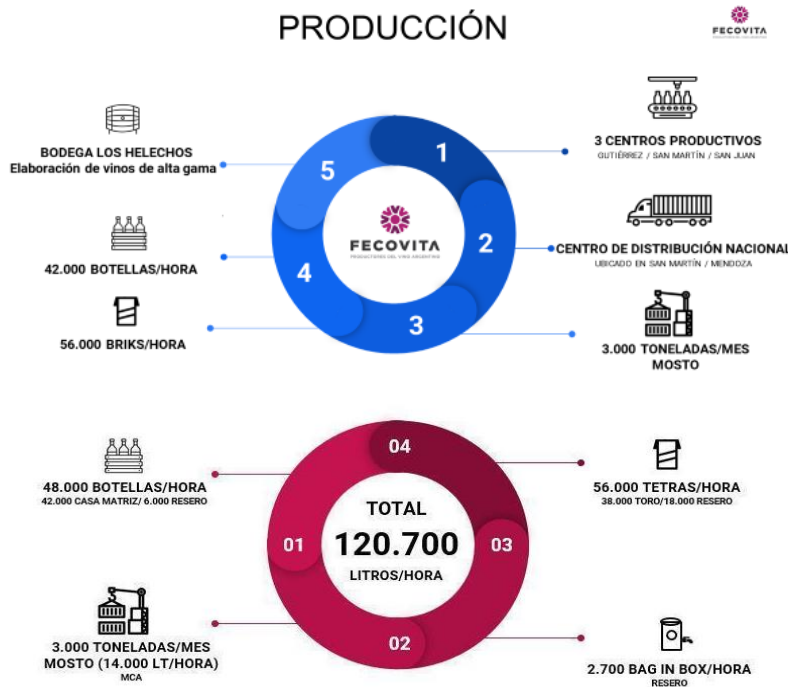 PRODUCCIÓN
FECOVITA
BODEGA LOS HELECHOS
Elaboración de vinos de alta gama
42.000 BOTELLAS/HORA
56.000 BRIKS/HORA
1
2
3
4
5
FECOVITA
PRODUCTORES DEL VINO ARGENTINO
3 CENTROS PRODUCTIVOS
GUTIÉRREZ / SAN MARTÍN / SAN JUAN
CENTRO DE DISTRIBUCIÓN NACIONAL
UBICADO EN SAN MARTÍN / MENDOZA
3.000 TONELADAS/MES
MOSTO
48.000 BOTELLAS/HORA
42.000 CASA MATRIZ/ 6.000 RESERO
3.000 TONELADAS/MES
MOSTO (14.000 LT/HORA)
MCA
04
01
03
02
TOTAL
120.700
LITROS/HORA
56.000 TETRAS/HORA
38.000 TORO/18.000 RESERO
2.700 BAG IN BOX/HORA
RESERO